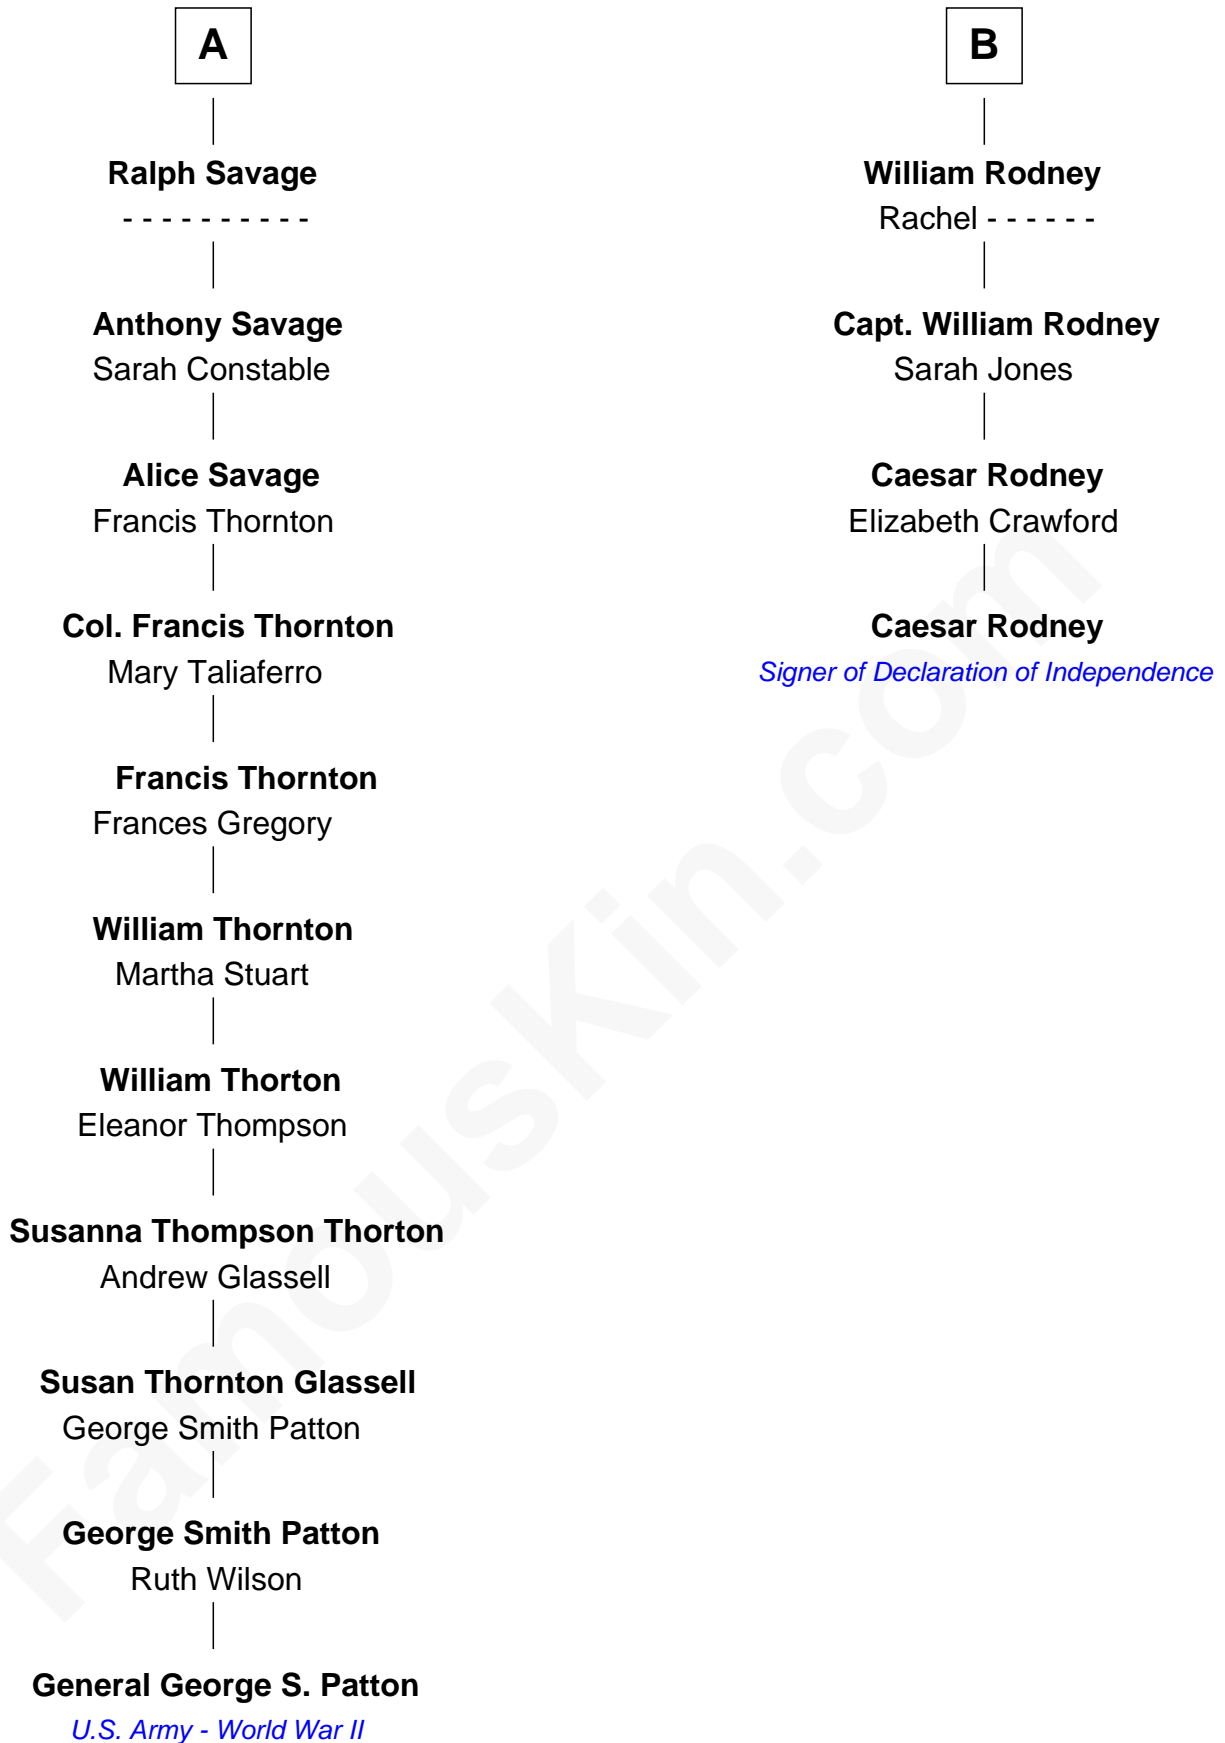 A
Ralph Savage
- - - - - - - - - -
Anthony Savage
Sarah Constable
Alice Savage
Francis Thornton
Col. Francis Thornton
Mary Taliaferro
Francis Thornton
Frances Gregory
William Thornton
Martha Stuart
William Thorton
Eleanor Thompson
Susanna Thompson Thorton
Andrew Glassell
Susan Thornton Glassell
George Smith Patton
George Smith Patton
Ruth Wilson
General George S. Patton
U.S. Army - World War II
B
William Rodney
Rachel - - - - - -
Capt. William Rodney
Sarah Jones
Caesar Rodney
Elizabeth Crawford
Caesar Rodney
Signer of Declaration of Independence
FamousKin.com